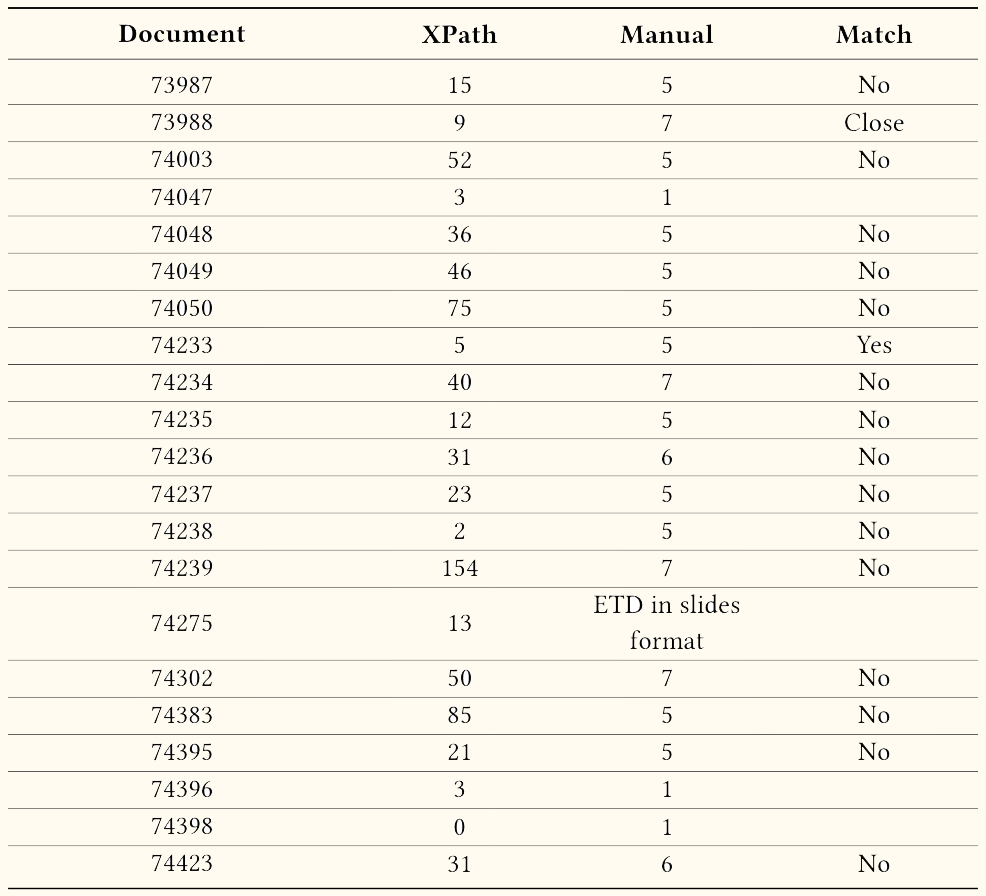 Document XPath Manual Match
73987 15 5 No
73988 9 7 Close
74003 52 5 No
74047 3 1
74048 36 5 No
74049 46 5 No
74050 75 5 No
74233 5 5 Yes
74234 40 7 No
74235 12 5 No
74236 31 6 No
74237 23 5 No
74238 2 5 No
74239 154 7 No
74275 13 ETD in slides
format
74302 50 7 No
74383 85 5 No
74395 21 5 No
74396 3 1
74398 0 1
74423 31 6 No